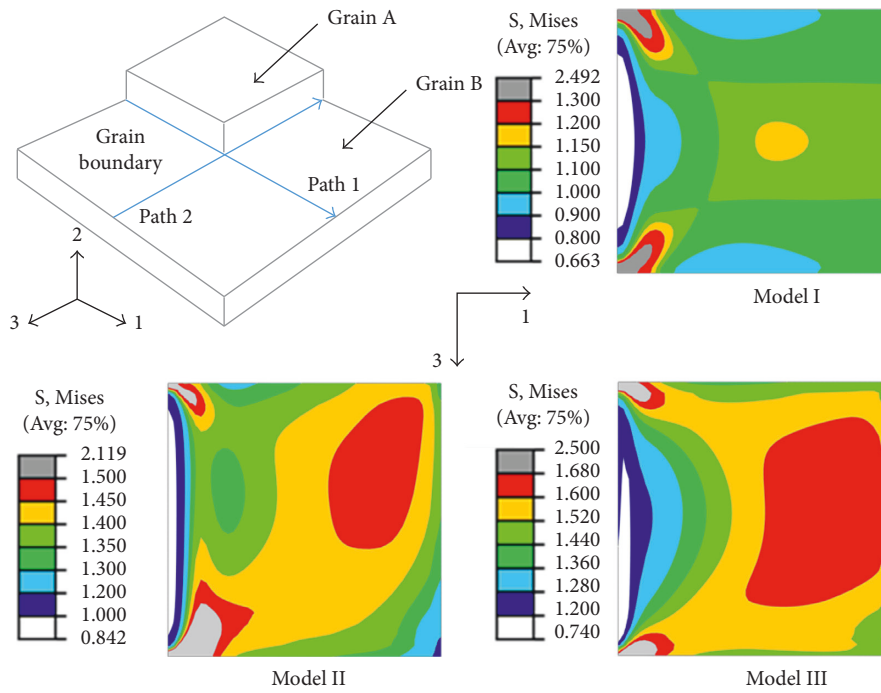 Grain A
Grain B
Grain
boundary
Path 1
Path 2
2
3
1
S, Mises
(Avg: 75%)
2.492
1.300
1.200
1.150
1.100
1.000
0.900
0.800
0.663
Model I
1
3
S, Mises
(Avg: 75%)
2.119
1.500
1.450
1.400
1.350
1.300
1.200
1.000
0.842
Model II
S, Mises
(Avg: 75%)
2.500
1.680
1.600
1.520
1.440
1.360
1.280
1.200
0.740
Model III